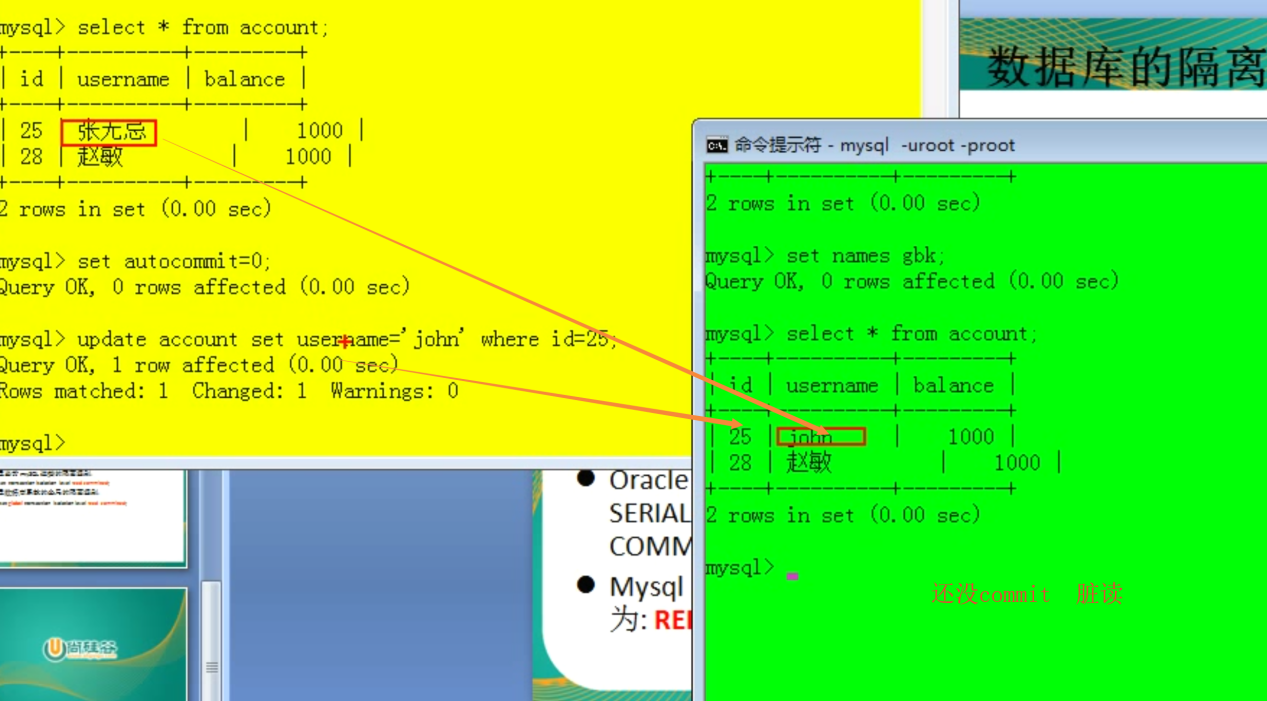 mysql> select * from account;
+----+----------+---------+
| id | username | balance |
+----+----------+---------+
| 25 | 张无忌 | 1000 |
| 28 | 赵敏 | 1000 |
+----+----------+---------+
2 rows in set (0.00 sec)
mysql> set autocommit=0;
Query OK, 0 rows affected (0.00 sec)
mysql> update account set username='john' where id=25;
Query OK, 1 row affected (0.00 sec)
Rows matched: 1 Changed: 1 Warnings: 0
mysql>
数据库的隔离
命令提示符 - mysql -uroot -proot
+----+----------+---------+
2 rows in set (0.00 sec)
mysql> set names gbk;
Query OK, 0 rows affected (0.00 sec)
mysql> select * from account;
+----+----------+---------+
| id | username | balance |
+----+----------+---------+
| 25 | john | 1000 |
| 28 | 赵敏 | 1000 |
+----+----------+---------+
2 rows in set (0.00 sec)
mysql>
还没commit 脏读
● Oracle
SERIAL
COMM
● Mysql
为: REI
尚硅谷